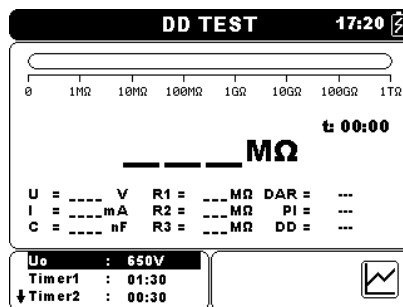 DD TEST 17:20
0 1MΩ 10MΩ 100MΩ 1GΩ 10GΩ 100GΩ 1TΩ
t: 00:00
_ _ _ MΩ
U = ____ V R1 = ___MΩ DAR = ---
I = ____mA R2 = ___MΩ PI = ---
C = ____ nF R3 = ___MΩ DD = ---
Uo : 650V
Timer1 : 01:30
Timer2 : 00:30